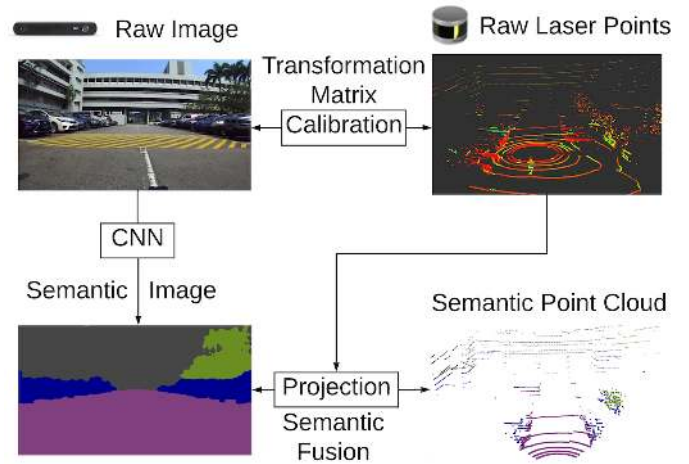 Raw Image
Raw Laser Points
Transformation
Matrix
Calibration
CNN
Semantic Image
Semantic Point Cloud
Projection
Semantic
Fusion